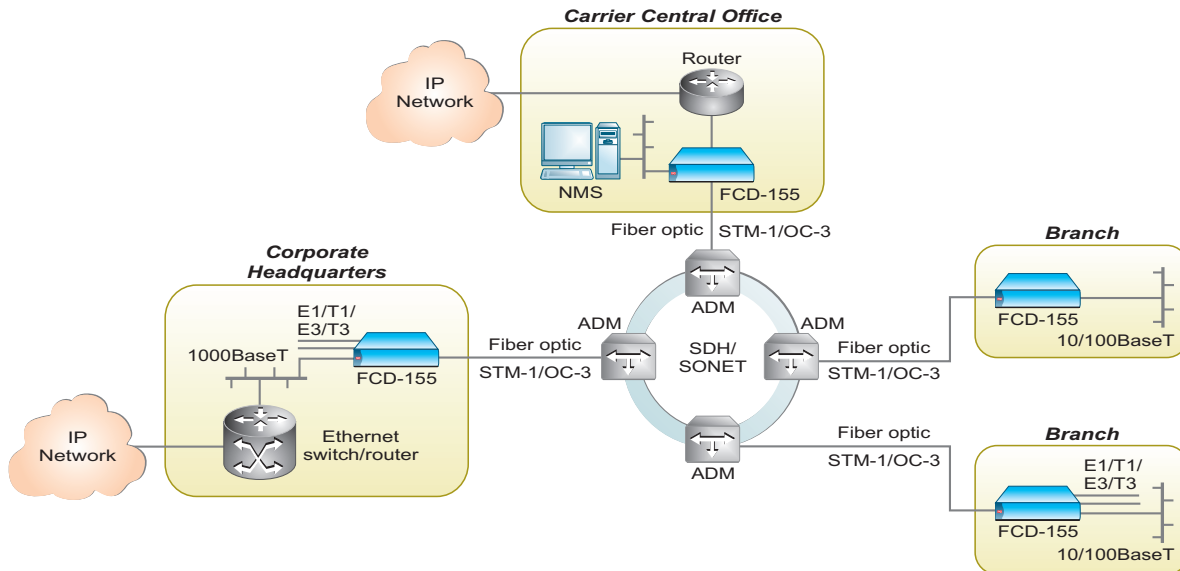 Carrier Central Office
Router
IP
Network
NMS
FCD-155
Fiber optic
STM-1/OC-3
Corporate
Headquarters
E1/T1/
E3/T3
1000BaseT
FCD-155
Fiber optic
STM-1/OC-3
IP
Network
Ethernet
switch/router
ADM
ADM
ADM
ADM
SDH/
SONET
Branch
FCD-155
10/100BaseT
Fiber optic
STM-1/OC-3
Branch
E1/T1/
E3/T3
FCD-155
10/100BaseT
Fiber optic
STM-1/OC-3